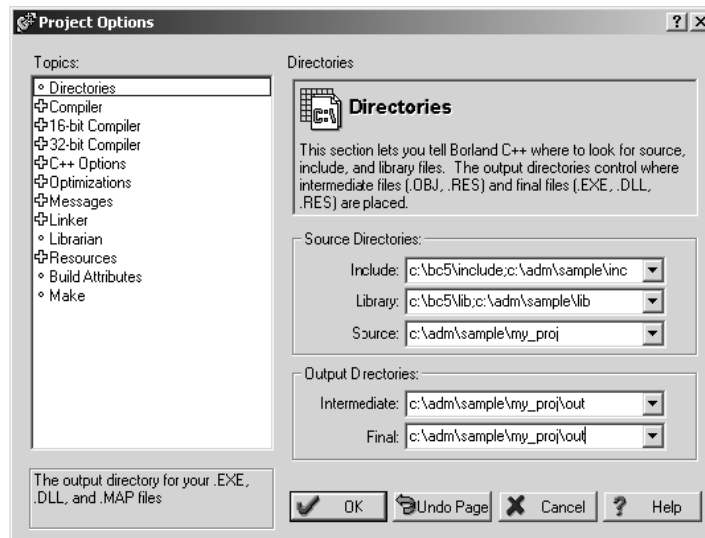 Project Options
Topics:
Directories
Compiler
16-bit Compiler
32-bit Compiler
C++ Options
Optimizations
Messages
Linker
Librarian
Resources
Build Attributes
Make
The output directory for your .EXE,
.DLL, and .MAP files
Directories
C:\
Directories
This section lets you tell Borland C++ where to look for source,
include, and library files. The output directories control where
intermediate files (.OBJ, .RES) and final files (.EXE, .DLL,
.RES) are placed.
Source Directories:
Include: c:\bc5\include;c:\adm\sample\inc
Library: c:\bc5\lib;c:\adm\sample\lib
Source: c:\adm\sample\my_proj
Output Directories:
Intermediate: c:\adm\sample\my_proj\out
Final: c:\adm\sample\my_proj\out
OK Undo Page Cancel Help